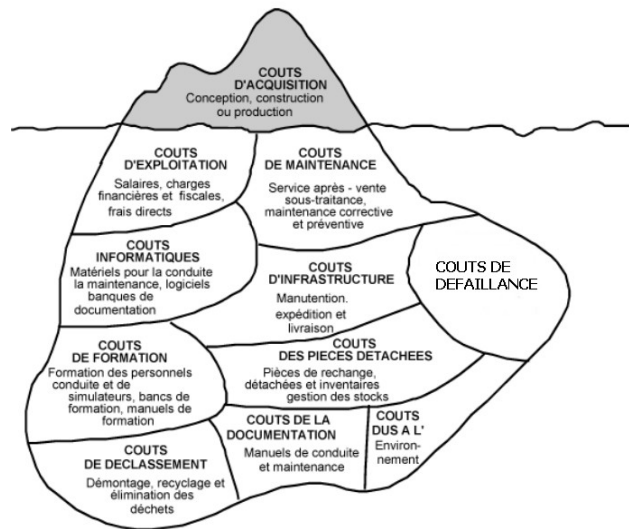 COUTS
D'ACQUISITION
Conception, construction
ou production
COUTS
D'EXPLOITATION
Salaires, charges
financières et fiscales,
frais directs
COUTS
DE MAINTENANCE
Service après - vente
sous-traitance,
maintenance corrective
et préventive
COUTS
INFORMATIQUES
Matériels pour la conduite
la maintenance, logiciels
banques de
documentation
COUTS
D'INFRASTRUCTURE
Manutention.
expédition et
livraison
COUTS DE
DEFAILLANCE
COUTS
DE FORMATION
Formation des personnels
conduite et de
simulateurs, bancs de
formation, manuels de
formation
COUTS
DES PIECES DETACHEES
Pièces de rechange,
détachées et inventaires
gestion des stocks
COUTS
DE DECLASSEMENT
Démontage, recyclage et
élimination des
déchets
COUTS DE LA
DOCUMENTATION
Manuels de conduite
et maintenance
COUTS
DUS A L'
Environ-
nement